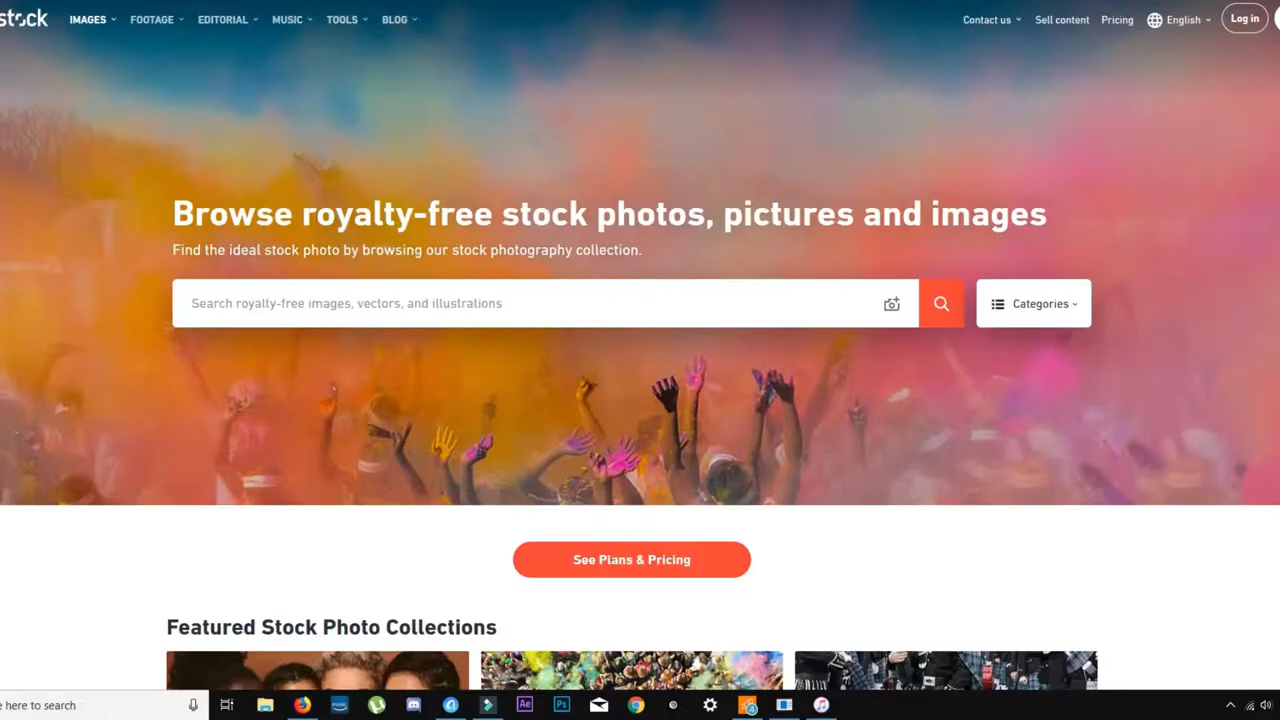 stock IMAGES FOOTAGE EDITORIAL MUSIC TOOLS BLOG Contact us Sell content Pricing English Log in
Browse royalty-free stock photos, pictures and images
Find the ideal stock photo by browsing our stock photography collection.
Search royalty-free images, vectors, and illustrations Categories
See Plans & Pricing
Featured Stock Photo Collections
here to search Ae Ps